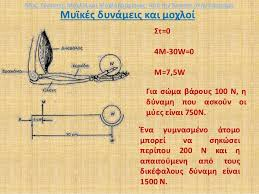 Μυϊκές δυνάμεις και μοχλοί
Στ=0
4Μ-30W=0
Μ=7,5W
Για σώμα βάρους 100 Ν, η
δύναμη που ασκούν οι
μύες είναι 750Ν.
Ένα γυμνασμένο άτομο
μπορεί να σηκώσει
περίπου 200 Ν και η
απαιτούμενη από τους
δικέφαλους δύναμη είναι
1500 Ν.